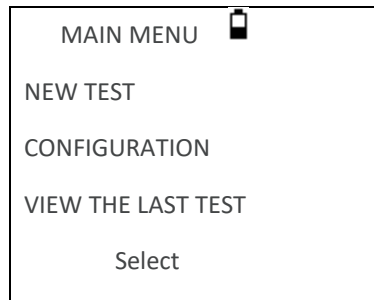 MAIN MENU
NEW TEST
CONFIGURATION
VIEW THE LAST TEST
Select